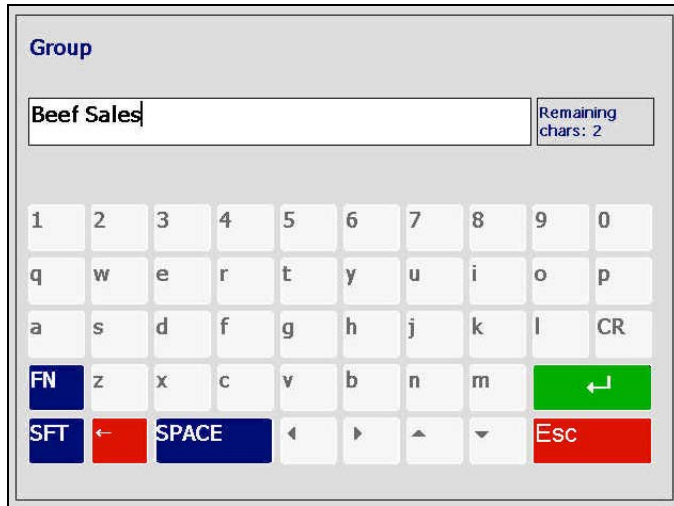 Group
Beef Sales
Remaining
chars: 2
1 2 3 4 5 6 7 8 9 0
q w e r t y u i o p
a s d f g h j k l CR
FN z x c v b n m ↵
SFT ← SPACE ◂ ▸ ▴ ▾ Esc